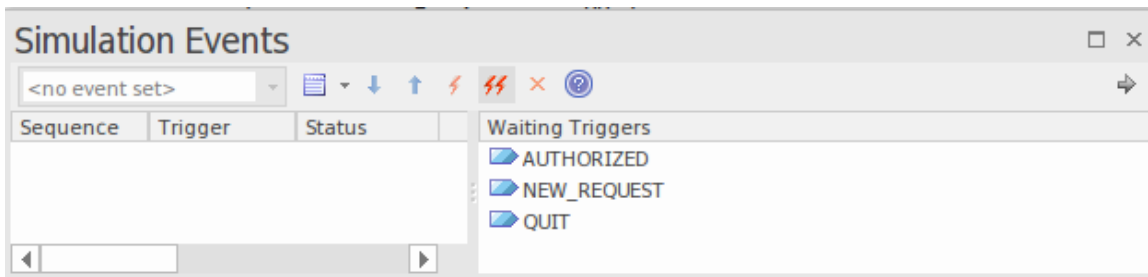 Simulation Events
<no event set>
Sequence Trigger Status Waiting Triggers
AUTHORIZED
NEW_REQUEST
QUIT